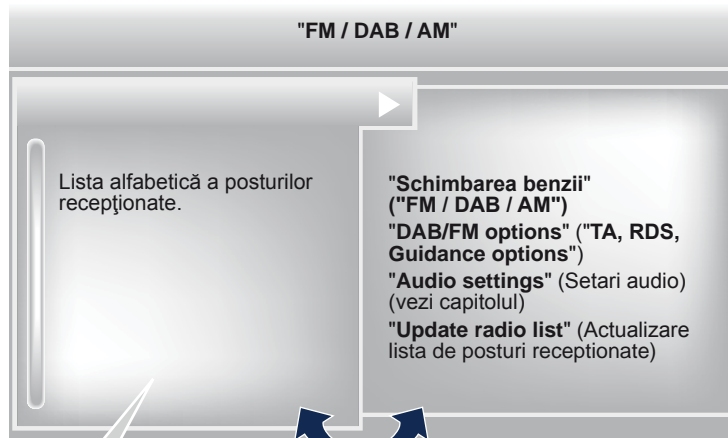 "FM / DAB / AM"
Lista alfabetică a posturilor
recepţionate.
"Schimbarea benzii"
("FM / DAB / AM")
"DAB/FM options" ("TA, RDS,
Guidance options")
"Audio settings" (Setari audio)
(vezi capitolul)
"Update radio list" (Actualizare
lista de posturi receptionate)